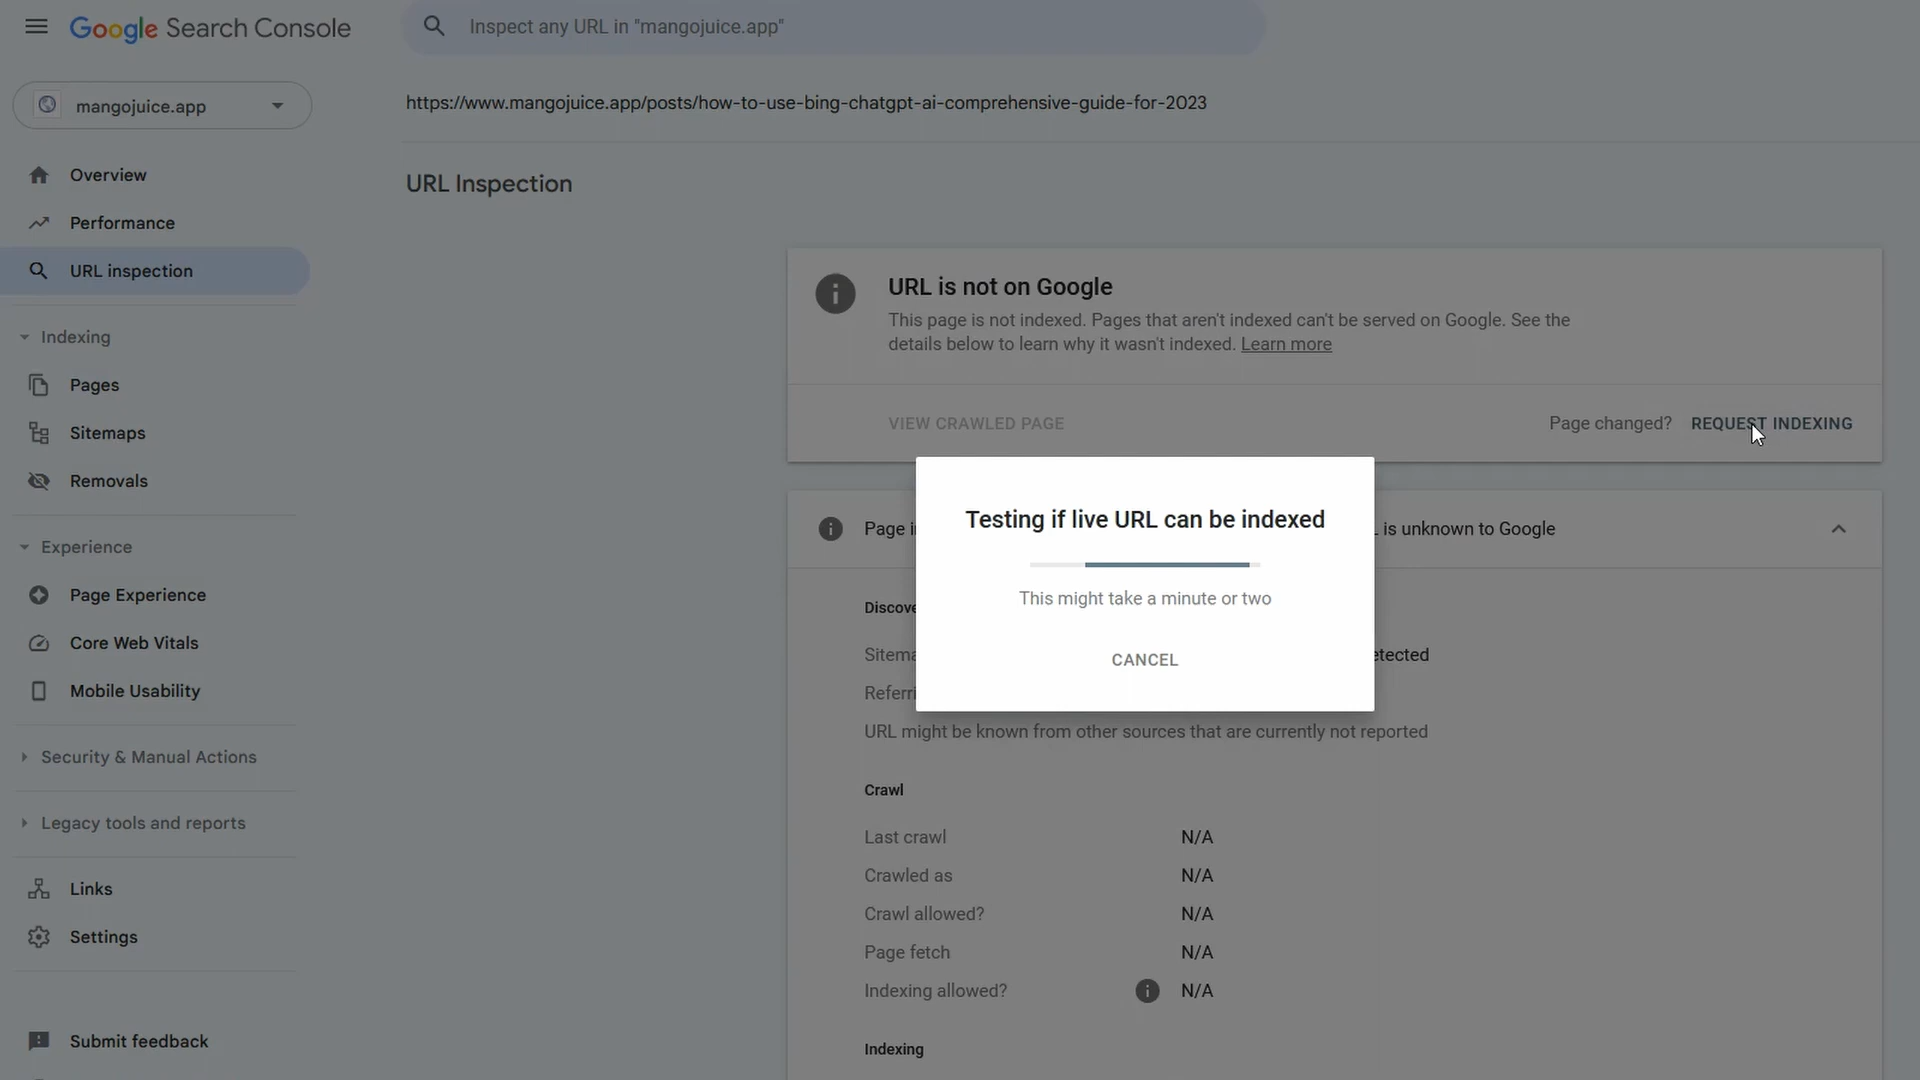 Google Search Console
Inspect any URL in "mangojuice.app"
mangojuice.app
https://www.mangojuice.app/posts/how-to-use-bing-chatgpt-ai-comprehensive-guide-for-2023
Overview
Performance
URL inspection
Indexing
Pages
Sitemaps
Removals
Experience
Page Experience
Core Web Vitals
Mobile Usability
Security & Manual Actions
Legacy tools and reports
Links
Settings
Submit feedback
URL Inspection
URL is not on Google
This page is not indexed. Pages that aren't indexed can't be served on Google. See the
details below to learn why it wasn't indexed. Learn more
VIEW CRAWLED PAGE
Page changed? REQUEST INDEXING
Testing if live URL can be indexed
This might take a minute or two
CANCEL
Page
is unknown to Google
URL might be known from other sources that are currently not reported
Crawl
Last crawl N/A
Crawled as N/A
Crawl allowed? N/A
Page fetch N/A
Indexing allowed? N/A
Indexing